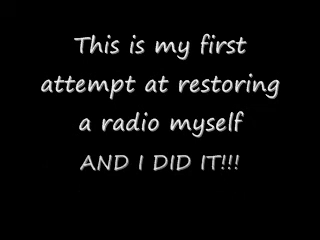 This is my first
attempt at restoring
a radio myself
AND I DID IT!!!